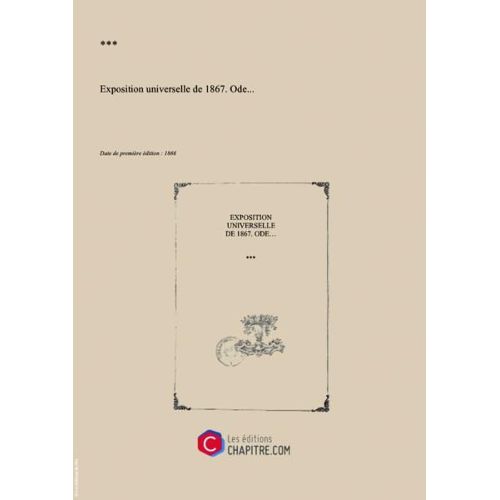 ***
Exposition universelle de 1867. Ode...
Date de première édition : 1866
EXPOSITION
UNIVERSELLE
DE 1867. ODE...
***
C
Les éditions
CHAPITRE.COM